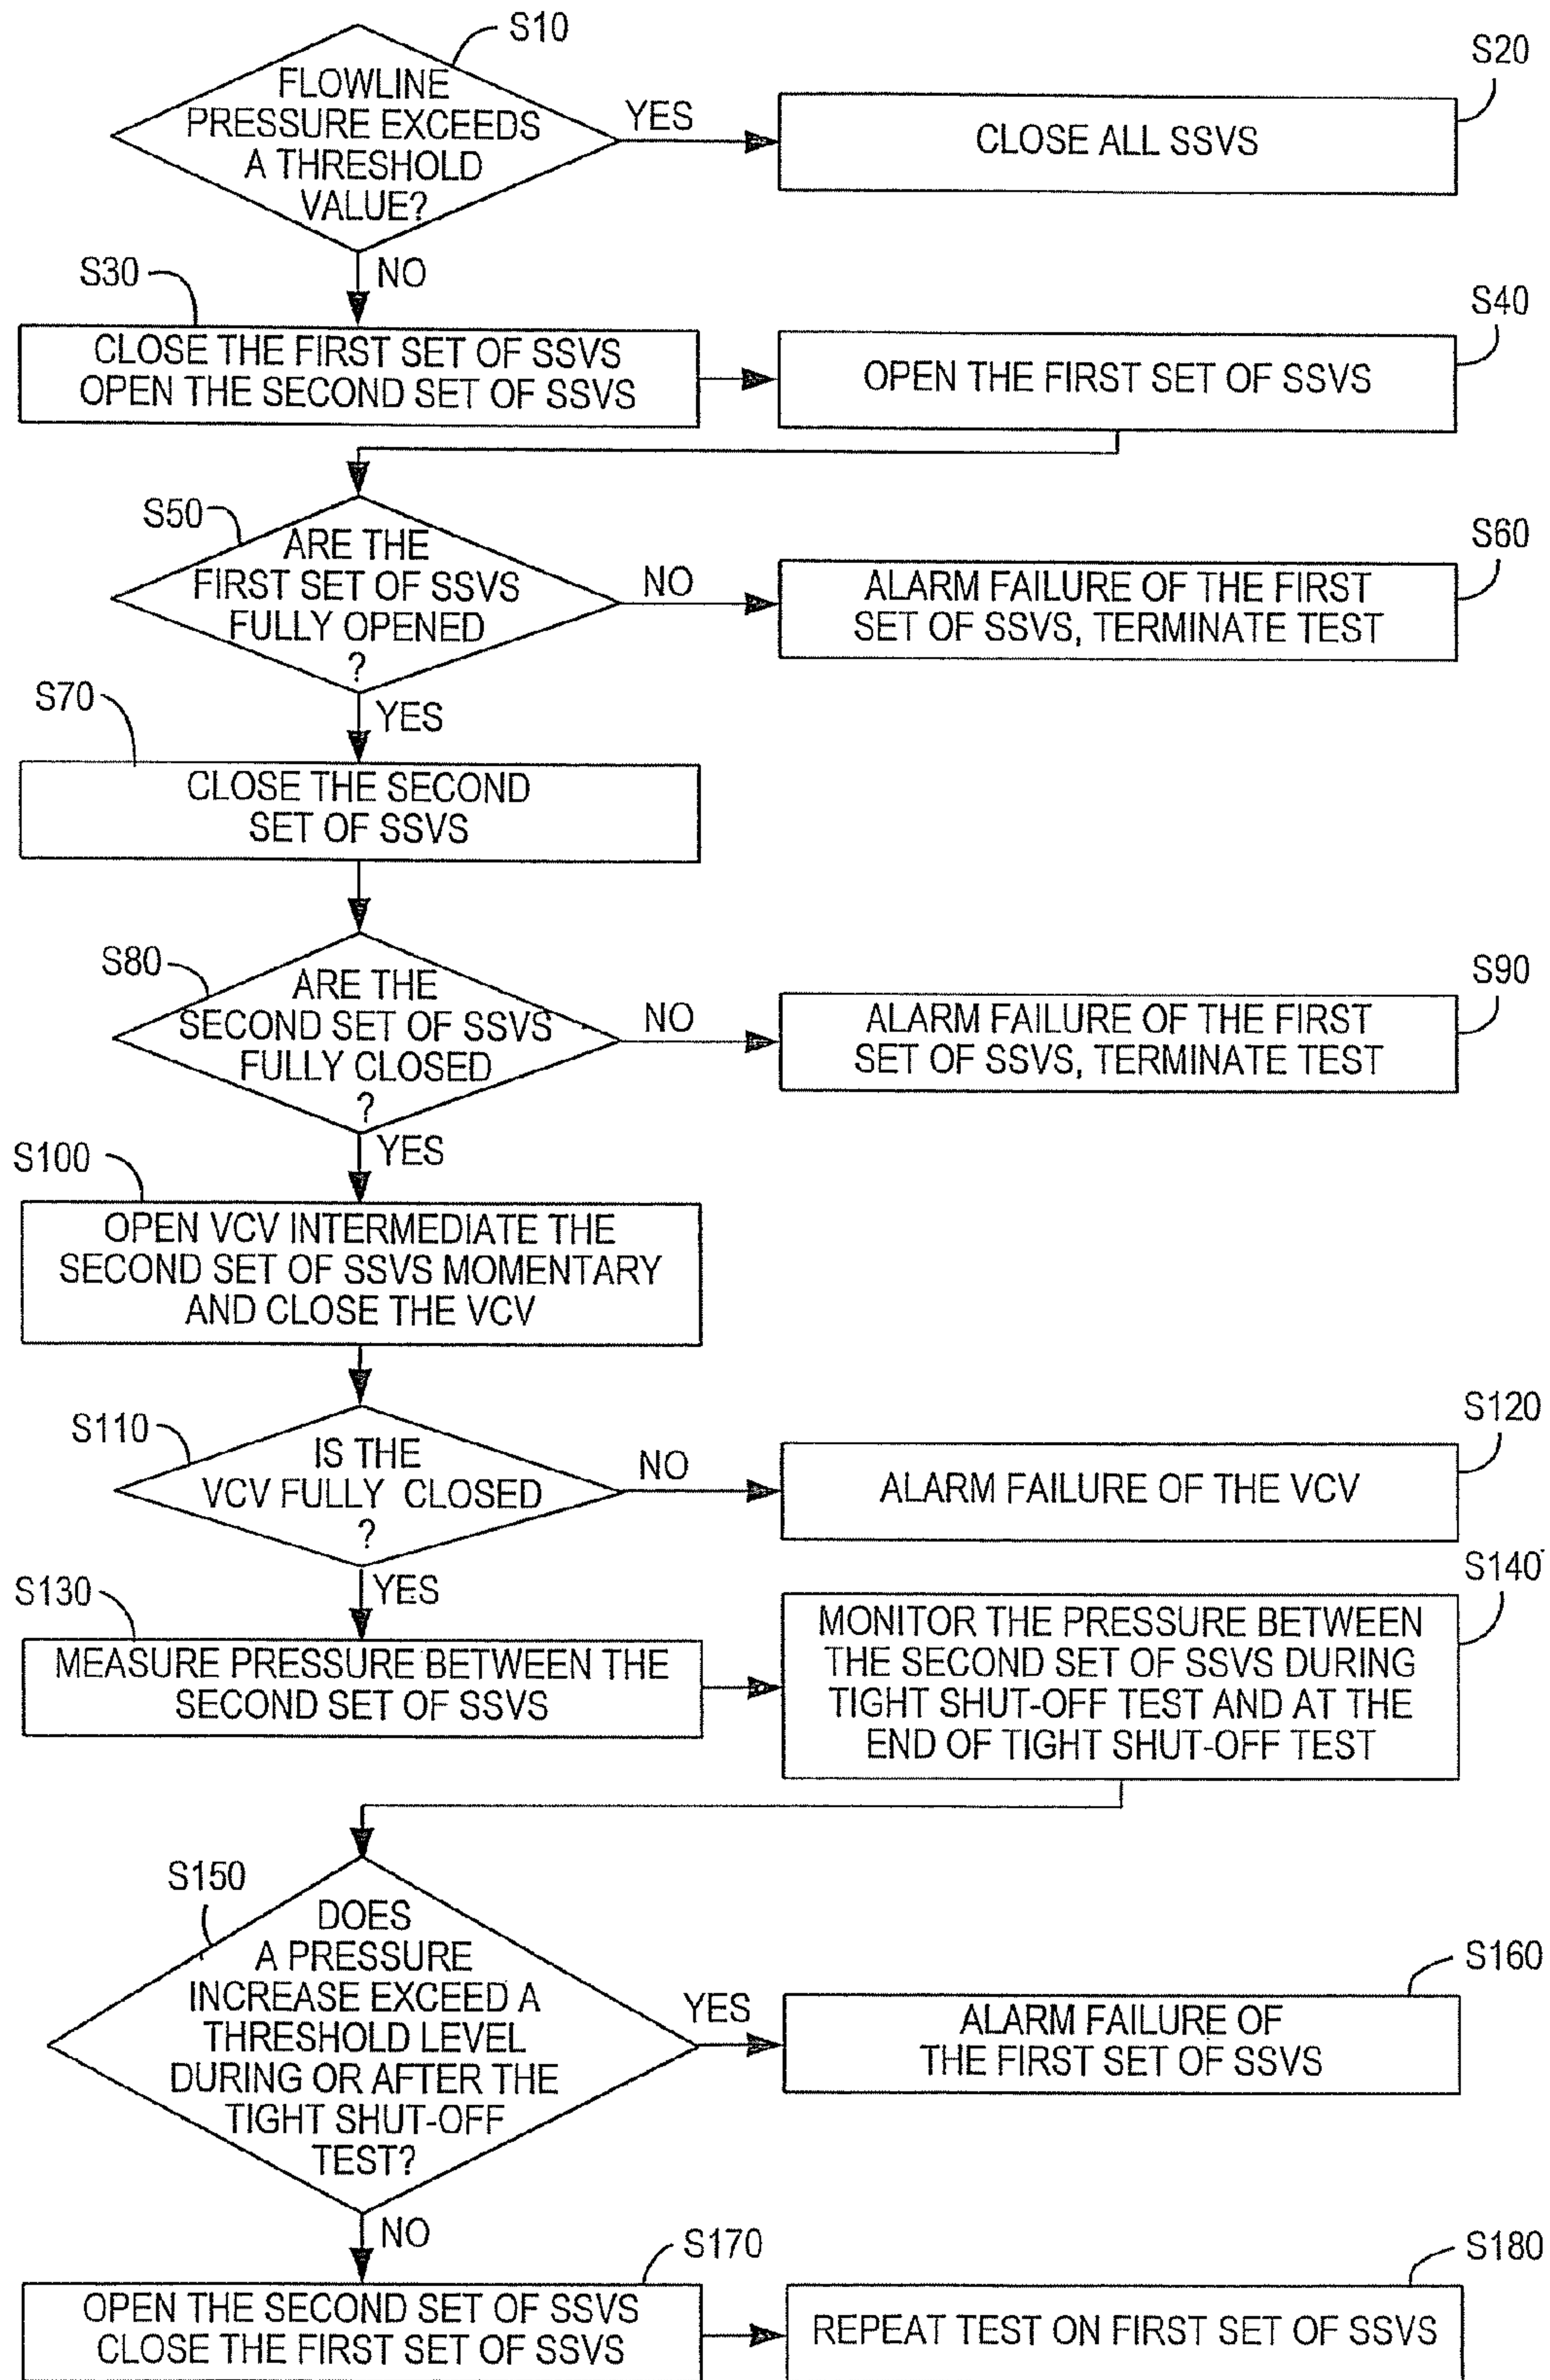 S10
FLOWLINE
PRESSURE EXCEEDS
A THRESHOLD
VALUE?
YES
S20
CLOSE ALL SSVS
NO
S30
CLOSE THE FIRST SET OF SSVS
OPEN THE SECOND SET OF SSVS
S40
OPEN THE FIRST SET OF SSVS
S50
ARE THE
FIRST SET OF SSVS
FULLY OPENED
?
NO
S60
ALARM FAILURE OF THE FIRST
SET OF SSVS, TERMINATE TEST
YES
S70
CLOSE THE SECOND
SET OF SSVS
S80
ARE THE
SECOND SET OF SSVS
FULLY CLOSED
?
NO
S90
ALARM FAILURE OF THE FIRST
SET OF SSVS, TERMINATE TEST
YES
S100
OPEN VCV INTERMEDIATE THE
SECOND SET OF SSVS MOMENTARY
AND CLOSE THE VCV
S110
IS THE
VCV FULLY CLOSED
?
NO
S120
ALARM FAILURE OF THE VCV
YES
S130
MEASURE PRESSURE BETWEEN THE
SECOND SET OF SSVS
S140
MONITOR THE PRESSURE BETWEEN
THE SECOND SET OF SSVS DURING
TIGHT SHUT-OFF TEST AND AT THE
END OF TIGHT SHUT-OFF TEST
S150
DOES
A PRESSURE
INCREASE EXCEED A
THRESHOLD LEVEL
DURING OR AFTER THE
TIGHT SHUT-OFF
TEST?
YES
S160
ALARM FAILURE OF
THE FIRST SET OF SSVS
NO
S170
OPEN THE SECOND SET OF SSVS
CLOSE THE FIRST SET OF SSVS
S180
REPEAT TEST ON FIRST SET OF SSVS